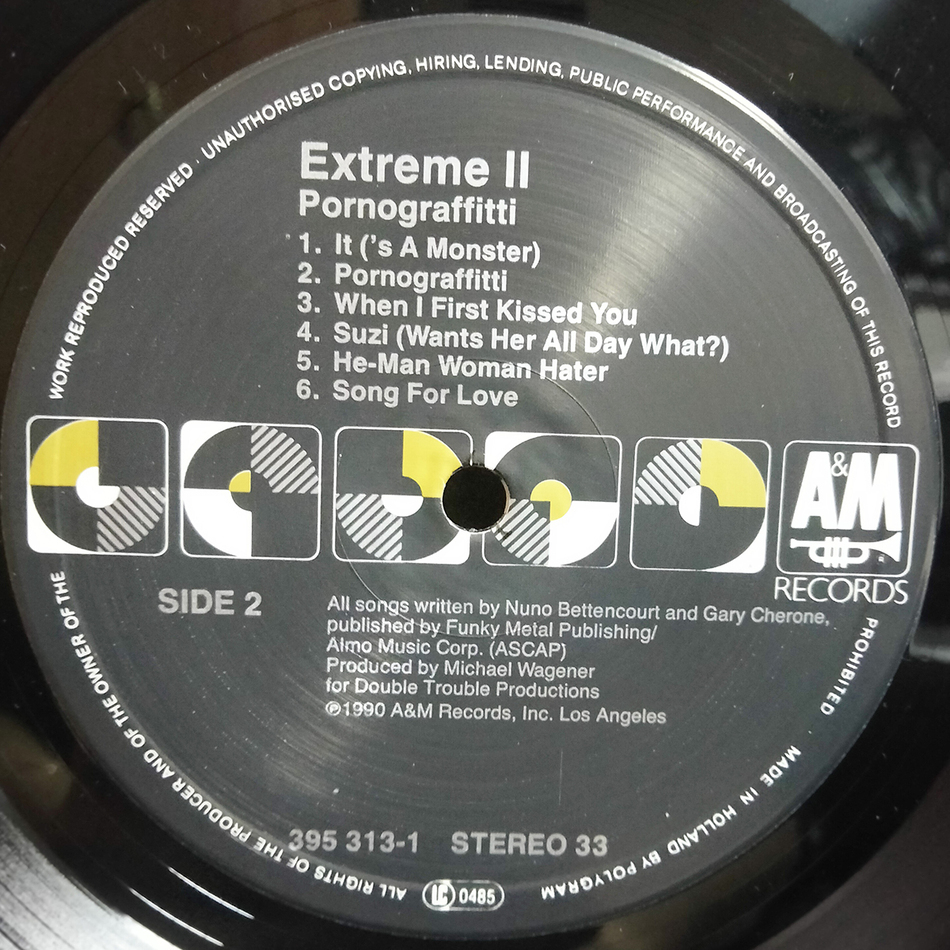 WORK REPRODUCED RESERVED · UNAUTHORISED COPYING, HIRING, LENDING, PUBLIC PERFORMANCE AND BROADCASTING OF THIS RECORD
Extreme II
Pornograffitti
1. It ('s A Monster)
2. Pornograffitti
3. When I First Kissed You
4. Suzi (Wants Her All Day What?)
5. He-Man Woman Hater
6. Song For Love
A&M
RECORDS
SIDE 2
All songs written by Nuno Bettencourt and Gary Cherone,
published by Funky Metal Publishing/
Almo Music Corp. (ASCAP)
Produced by Michael Wagener
for Double Trouble Productions
℗1990 A&M Records, Inc. Los Angeles
395 313-1 STEREO 33
PROHIBITED
MADE IN HOLLAND BY POLYGRAM
LC 0485
ALL RIGHTS OF THE PRODUCER AND OF THE OWNER OF THE